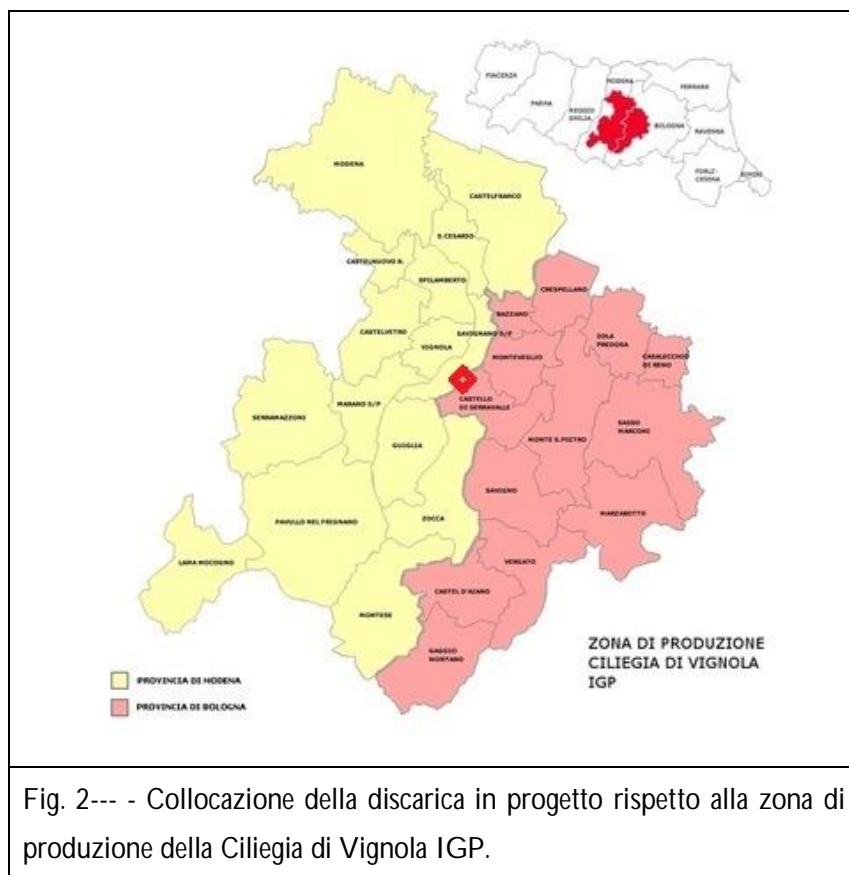 PIACENZA
PARMA
REGGIO
EMILIA
MODENA
FERRARA
BOLOGNA
RAVENNA
FORLI'-
CESENA
RIMINI
MODENA
CASTELFRANCO
S.CESARIO
CASTELNUOVO R.
SPILAMBERTO
CRESPELLANO
BAZZANO
CASTELVETRO
SAVIGNANO S/P
VIGNOLA
ZOLA
PREDOSA
MONTEVEGLIO
CASALECCHIO
DI RENO
CASTELLO
DI SERRAVALLE
MARANO S/P
SERRAMAZZONI
SASSO
MARCONI
MONTE S.PIETRO
GUIGLIA
SAVIGNO
MARZABOTTO
ZOCCA
PAVULLO NEL FRIGNANO
VERGATO
LAMA MOCOGNO
CASTEL D'AIANO
MONTESE
GAGGIO
MONTANO
ZONA DI PRODUZIONE
CILIEGIA DI VIGNOLA
IGP
PROVINCIA DI MODENA
PROVINCIA DI BOLOGNA
Fig. 2--- - Collocazione della discarica in progetto rispetto alla zona di
produzione della Ciliegia di Vignola IGP.